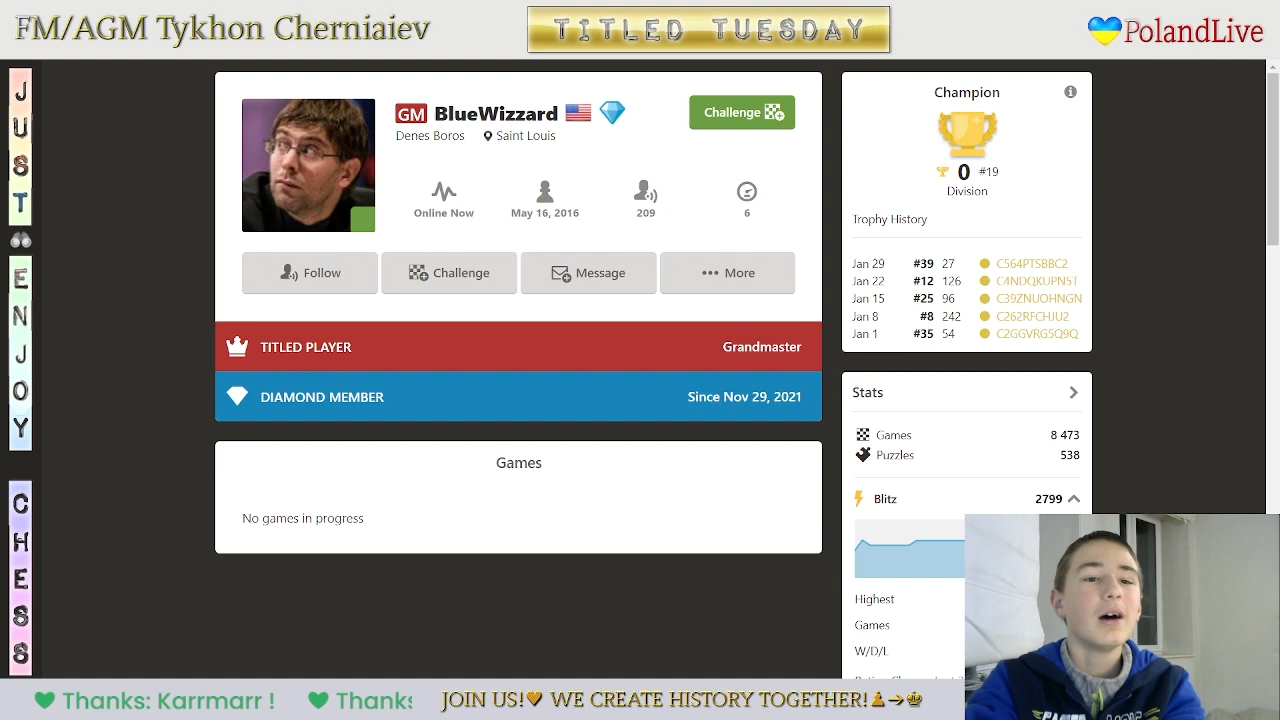 FM/AGM Tykhon Cherniaiev
TITLED TUESDAY
PolandLive
JUST ENJOY CHESS
GM BlueWizzard
Denes Boros Saint Louis
Challenge
Online Now May 16, 2016 209 6
Follow Challenge Message ••• More
TITLED PLAYER Grandmaster
DIAMOND MEMBER Since Nov 29, 2021
Games
No games in progress
Champion
0 #19
Division
Trophy History
Jan 29 #39 27 C564PTSBBC2
Jan 22 #12 126 C4NDQKUPN5T
Jan 15 #25 96 C39ZNUOHNGN
Jan 8 #8 242 C262RFCHJU2
Jan 1 #35 54 C2GGVRG5Q9Q
Stats
Games 8 473
Puzzles 538
Blitz 2799
Highest
Games
W/D/L
Thanks: Karrmarr ! Thanks
JOIN US! WE CREATE HISTORY TOGETHER!